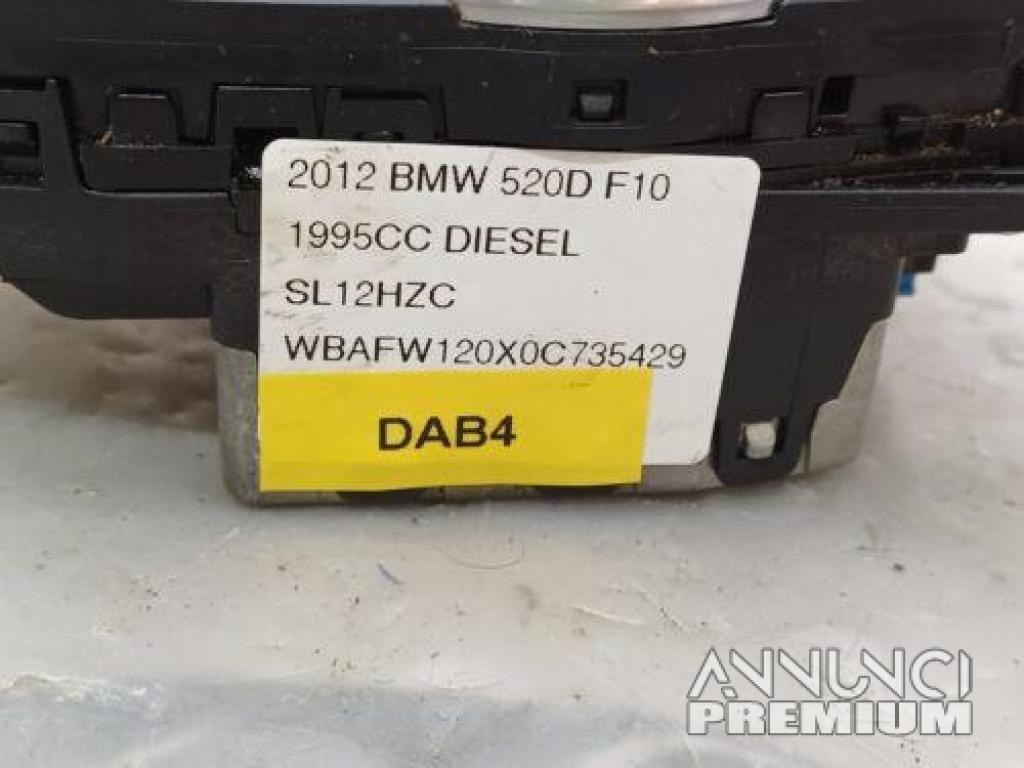 2012 BMW 520D F10
1995CC DIESEL
SL12HZC
WBAFW120X0C735429
DAB4
ANNUNCI
PREMIUM